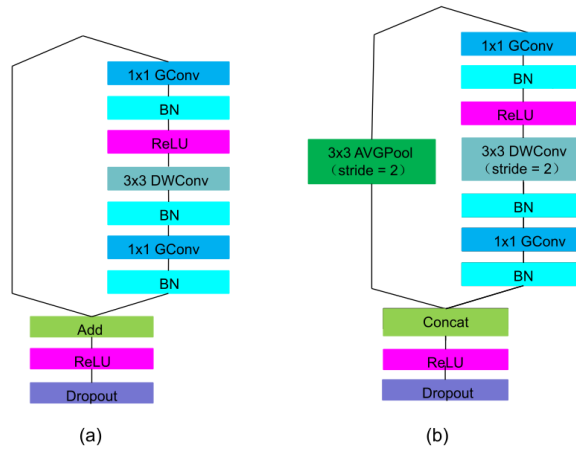 1x1 GConv
BN
ReLU
3x3 DWConv
BN
1x1 GConv
BN
Add
ReLU
Dropout
(a)
1x1 GConv
BN
ReLU
3x3 AVGPool
（stride = 2）
3x3 DWConv
（stride = 2）
BN
1x1 GConv
BN
Concat
ReLU
Dropout
(b)